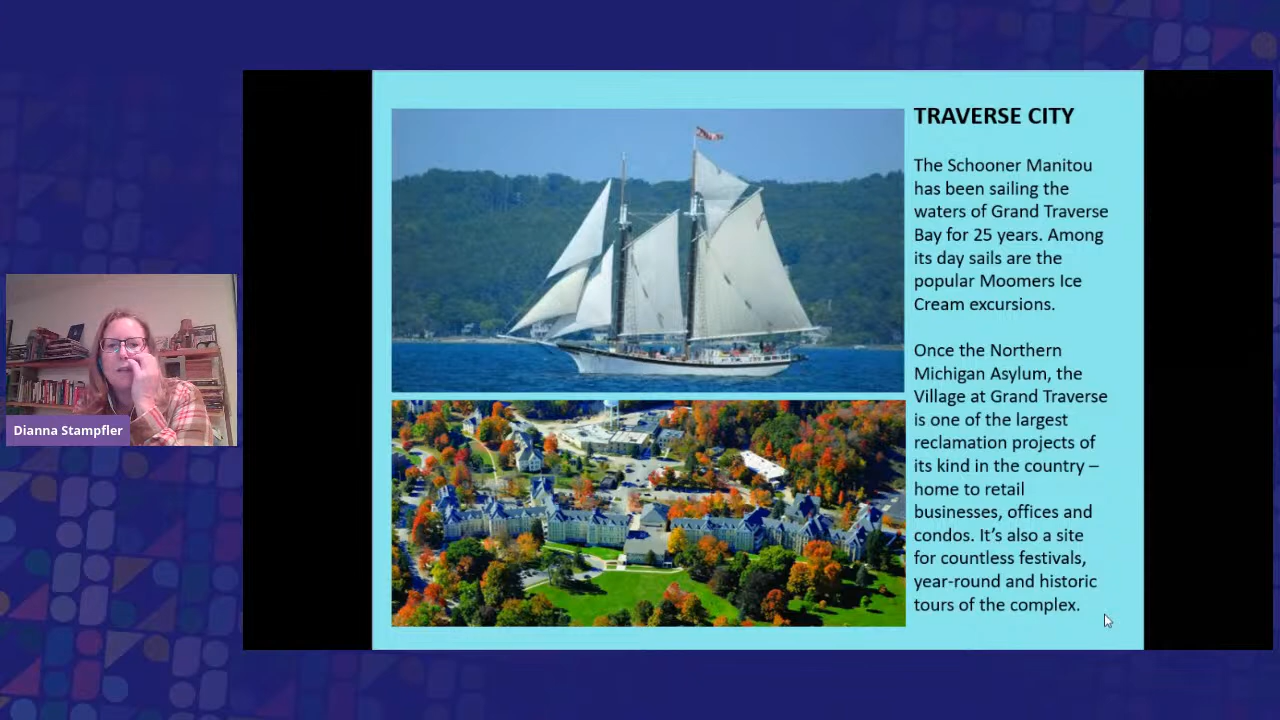 TRAVERSE CITY
The Schooner Manitou
has been sailing the
waters of Grand Traverse
Bay for 25 years. Among
its day sails are the
popular Moomers Ice
Cream excursions.
Once the Northern
Michigan Asylum, the
Village at Grand Traverse
is one of the largest
reclamation projects of
its kind in the country –
home to retail
businesses, offices and
condos. It's also a site
for countless festivals,
year-round and historic
tours of the complex.
Dianna Stampfler